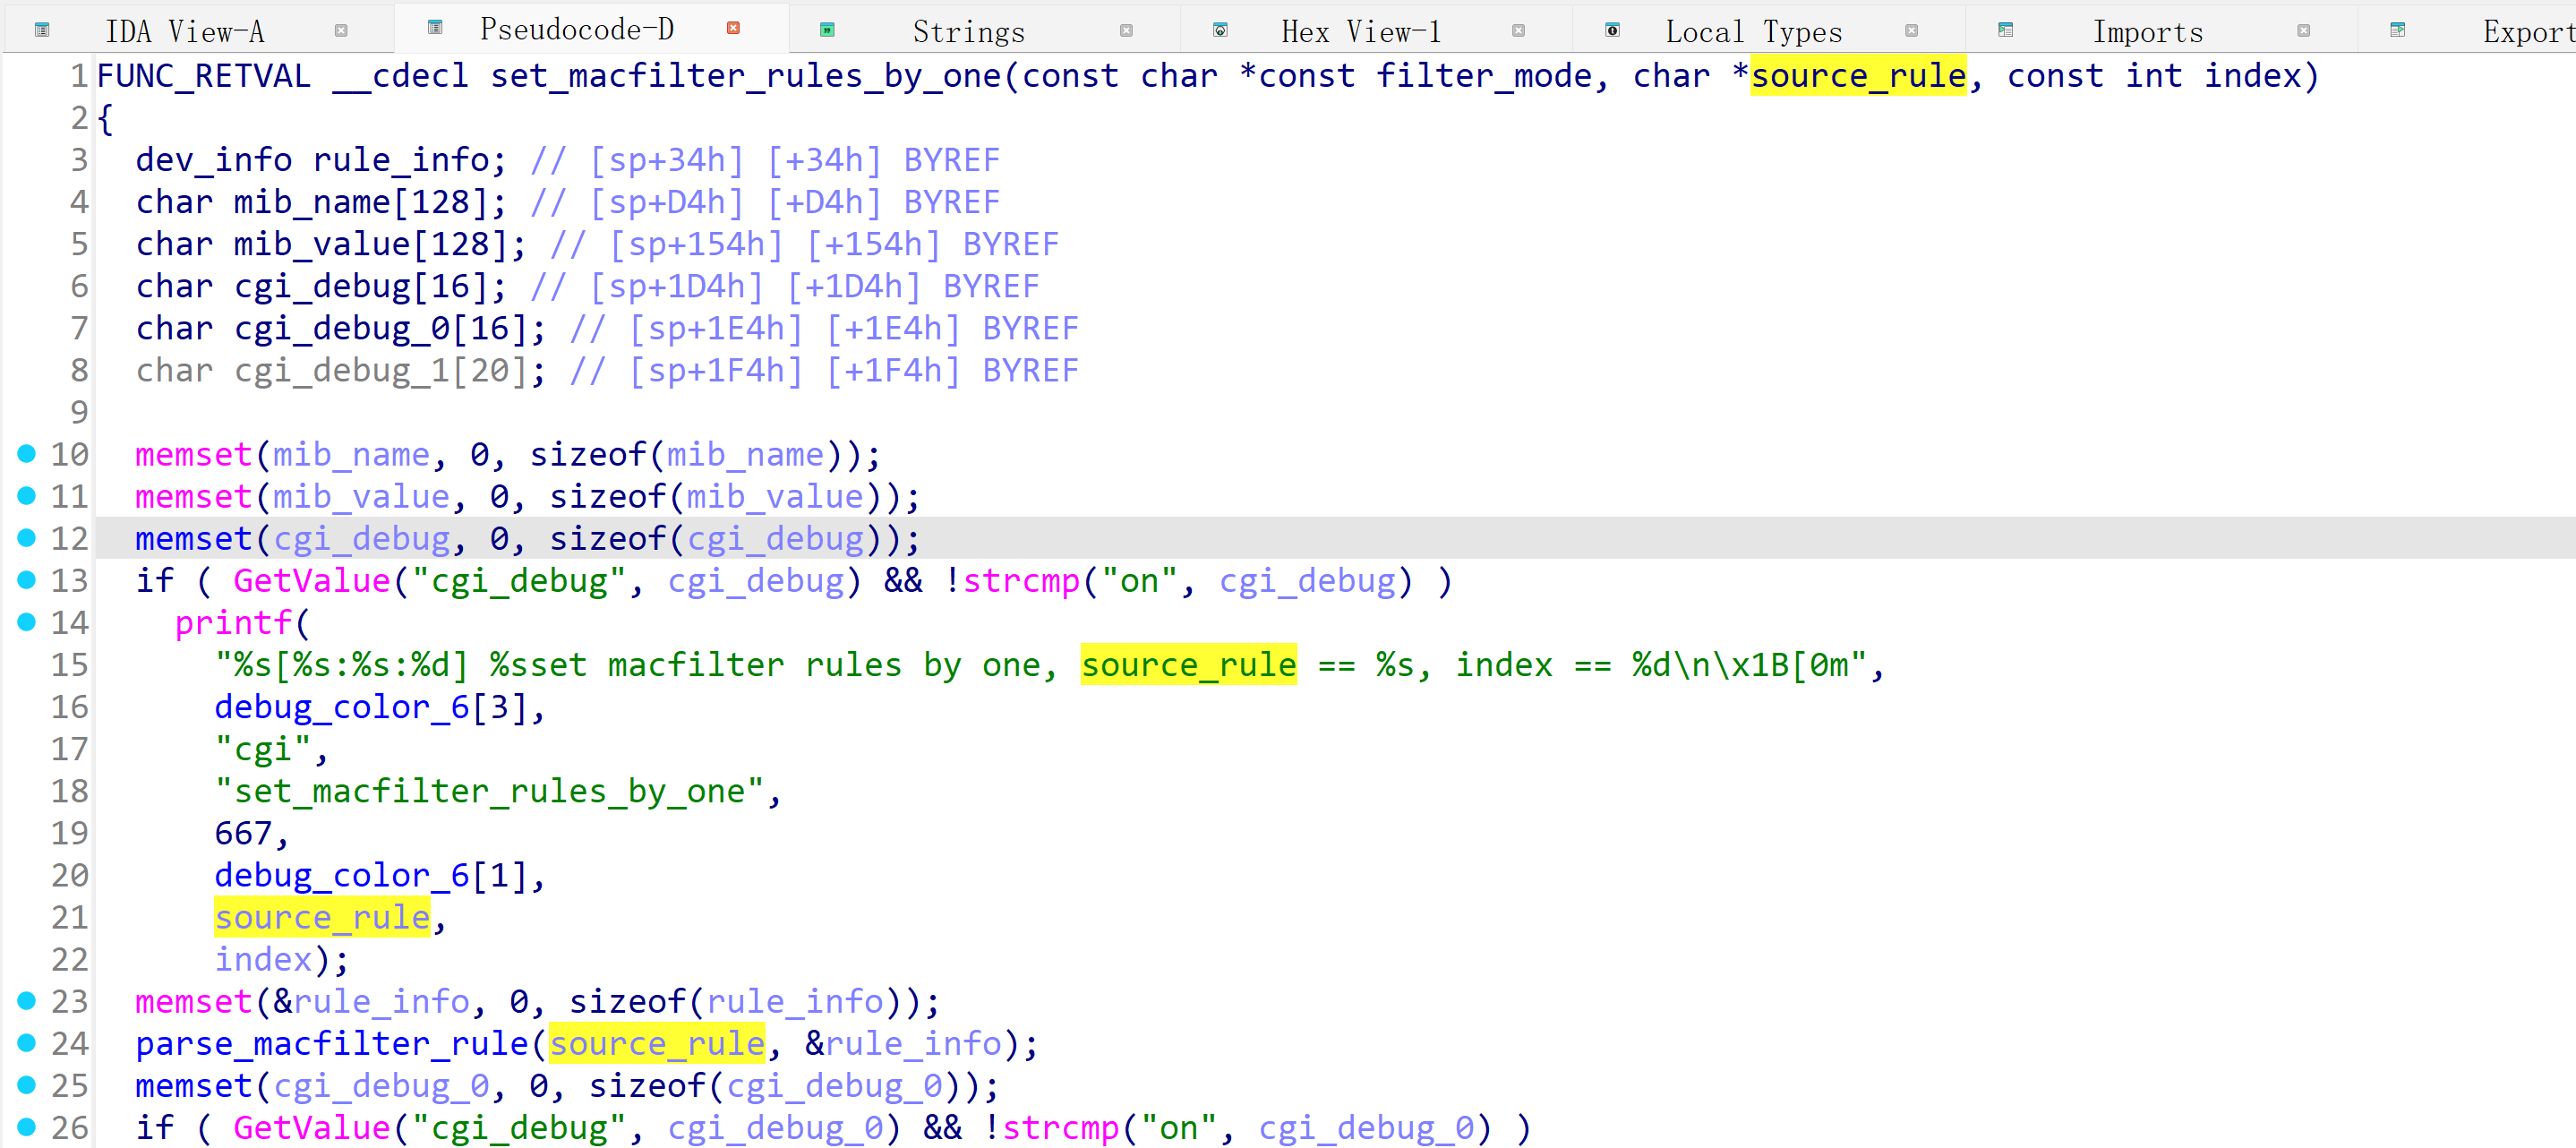 IDA View-A Pseudocode-D Strings Hex View-1 Local Types Imports Export
1 FUNC_RETVAL __cdecl set_macfilter_rules_by_one(const char *const filter_mode, char *source_rule, const int index)
2 {
3   dev_info rule_info; // [sp+34h] [+34h] BYREF
4   char mib_name[128]; // [sp+D4h] [+D4h] BYREF
5   char mib_value[128]; // [sp+154h] [+154h] BYREF
6   char cgi_debug[16]; // [sp+1D4h] [+1D4h] BYREF
7   char cgi_debug_0[16]; // [sp+1E4h] [+1E4h] BYREF
8   char cgi_debug_1[20]; // [sp+1F4h] [+1F4h] BYREF
9
10   memset(mib_name, 0, sizeof(mib_name));
11   memset(mib_value, 0, sizeof(mib_value));
12   memset(cgi_debug, 0, sizeof(cgi_debug));
13   if ( GetValue("cgi_debug", cgi_debug) && !strcmp("on", cgi_debug) )
14     printf(
15       "%s[%s:%s:%d] %sset macfilter rules by one, source_rule == %s, index == %d\n\x1B[0m",
16       debug_color_6[3],
17       "cgi",
18       "set_macfilter_rules_by_one",
19       667,
20       debug_color_6[1],
21       source_rule,
22       index);
23   memset(&rule_info, 0, sizeof(rule_info));
24   parse_macfilter_rule(source_rule, &rule_info);
25   memset(cgi_debug_0, 0, sizeof(cgi_debug_0));
26   if ( GetValue("cgi_debug", cgi_debug_0) && !strcmp("on", cgi_debug_0) )